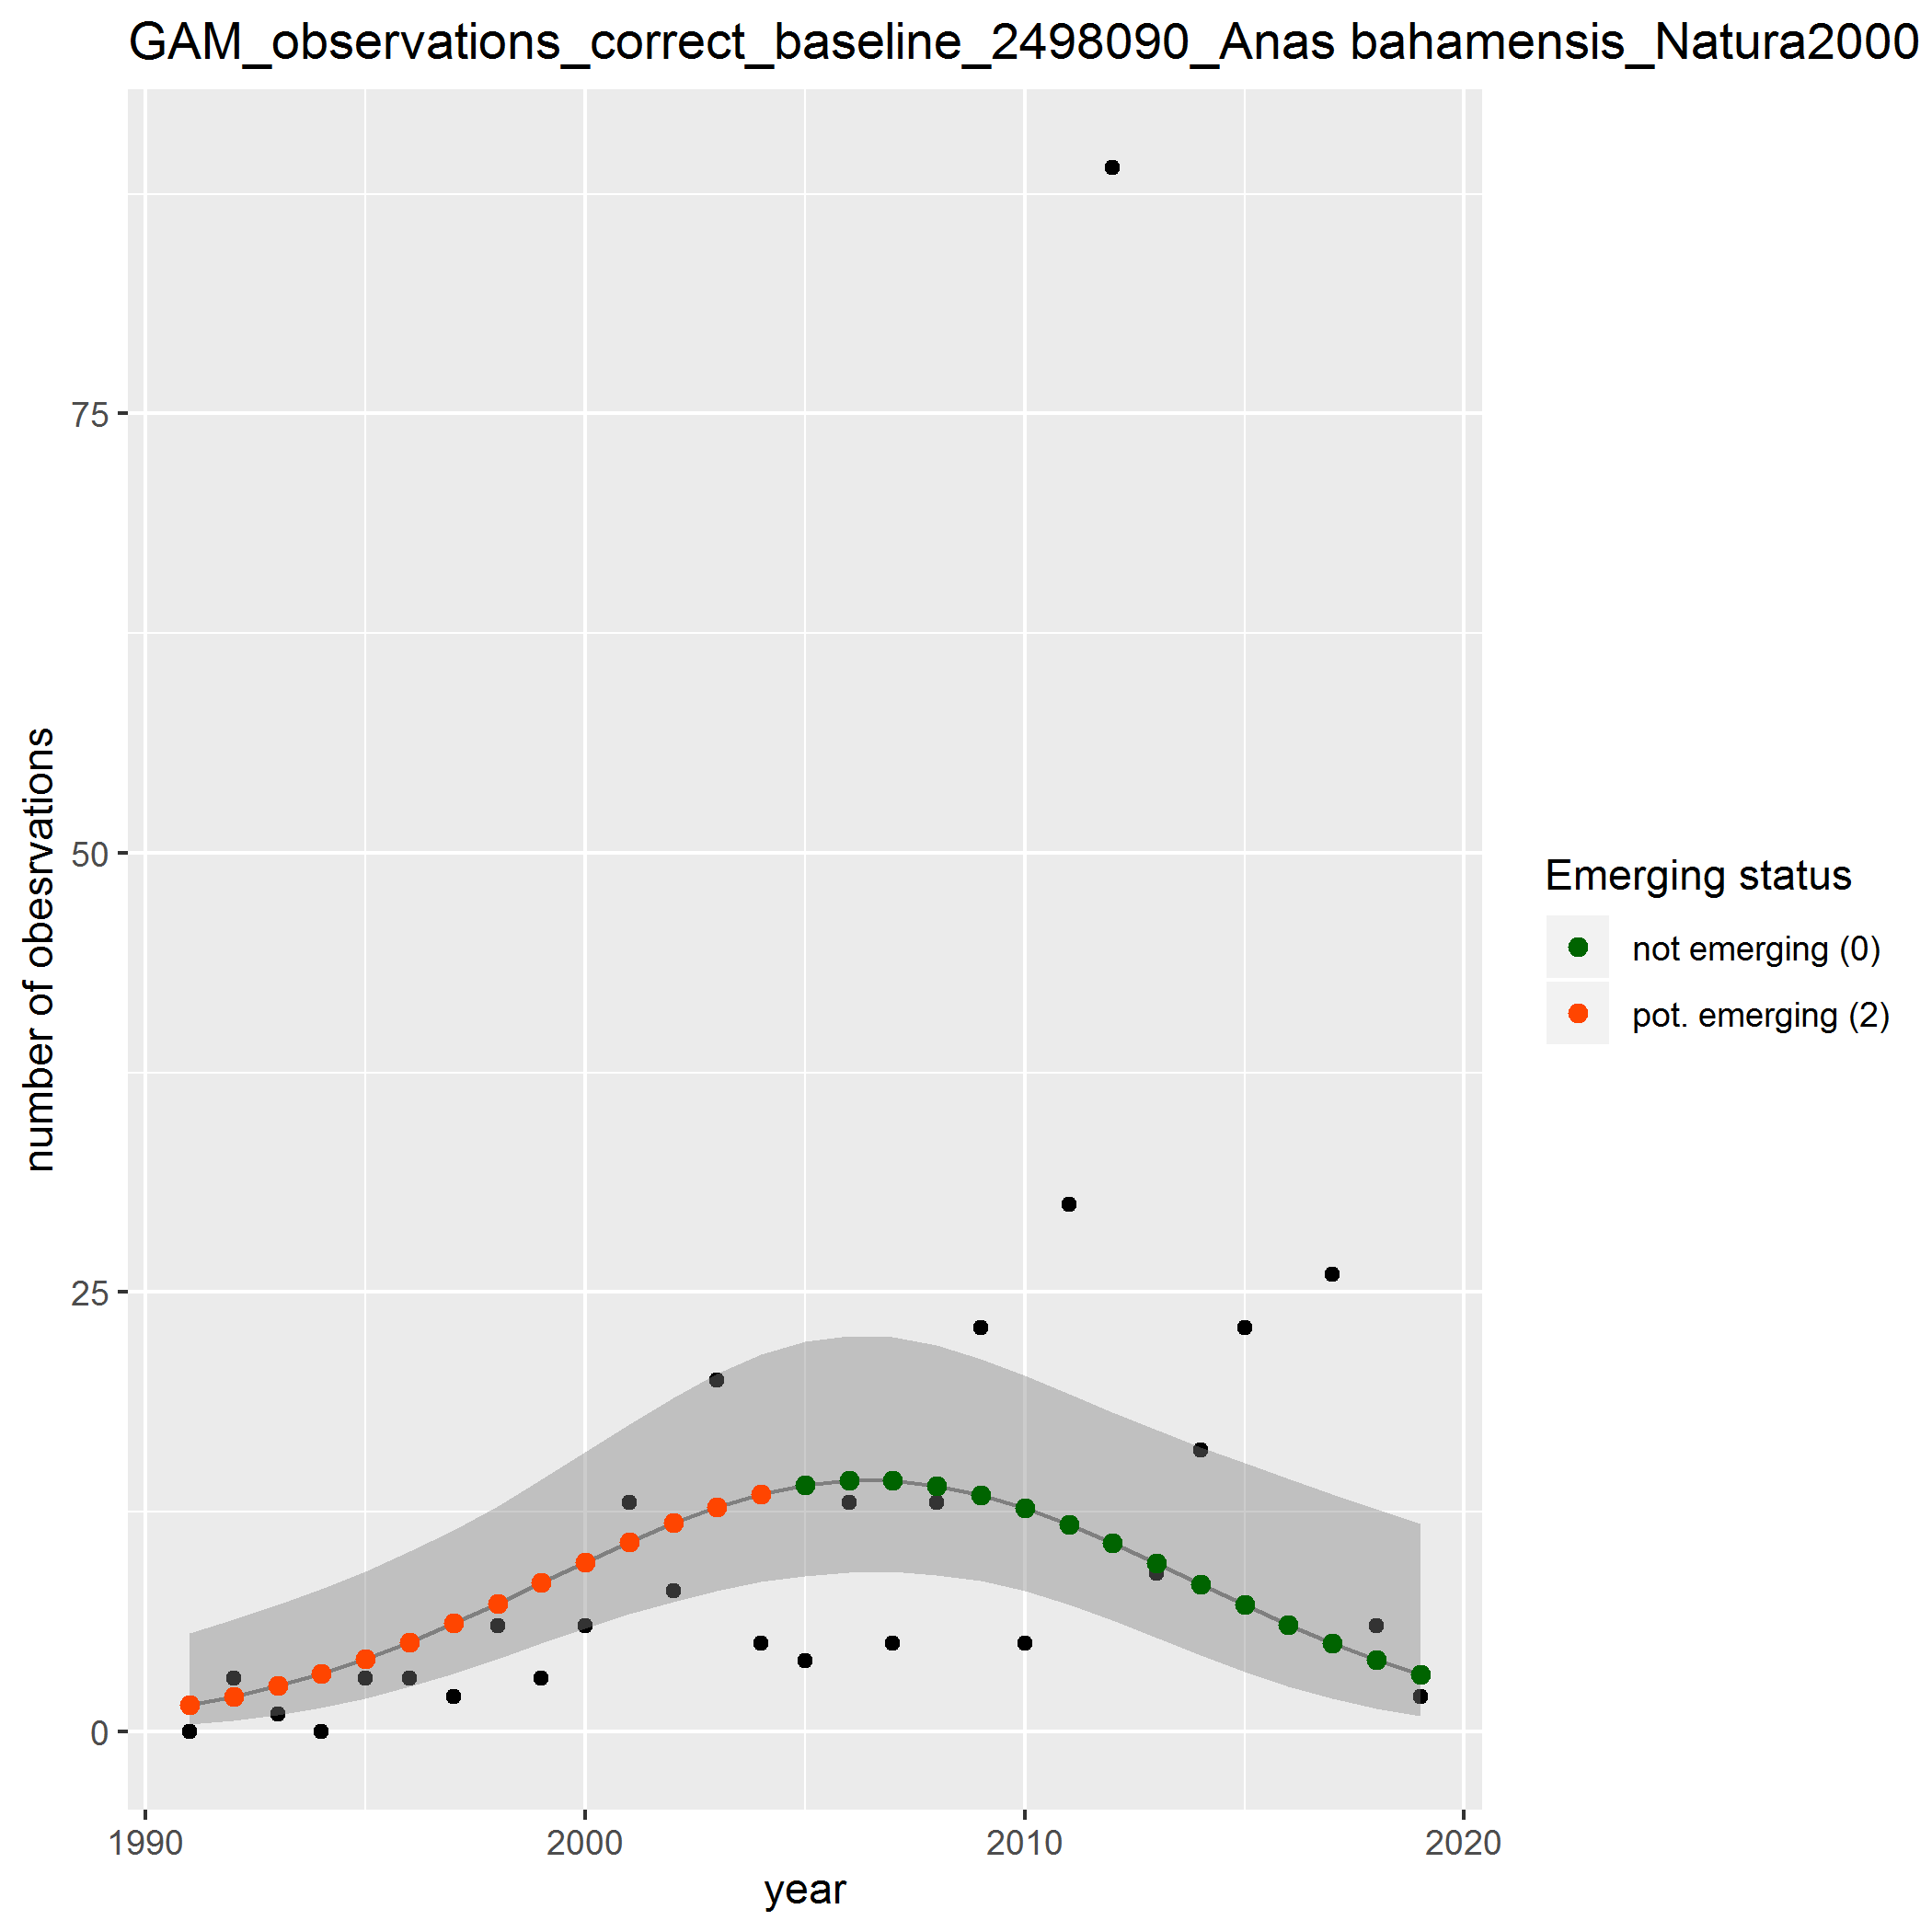 GAM_observations_correct_baseline_2498090_Anas bahamensis_Natura2000
number of obesrvations
75
50
25
0
1990
2000
2010
2020
year
Emerging status
not emerging (0)
pot. emerging (2)